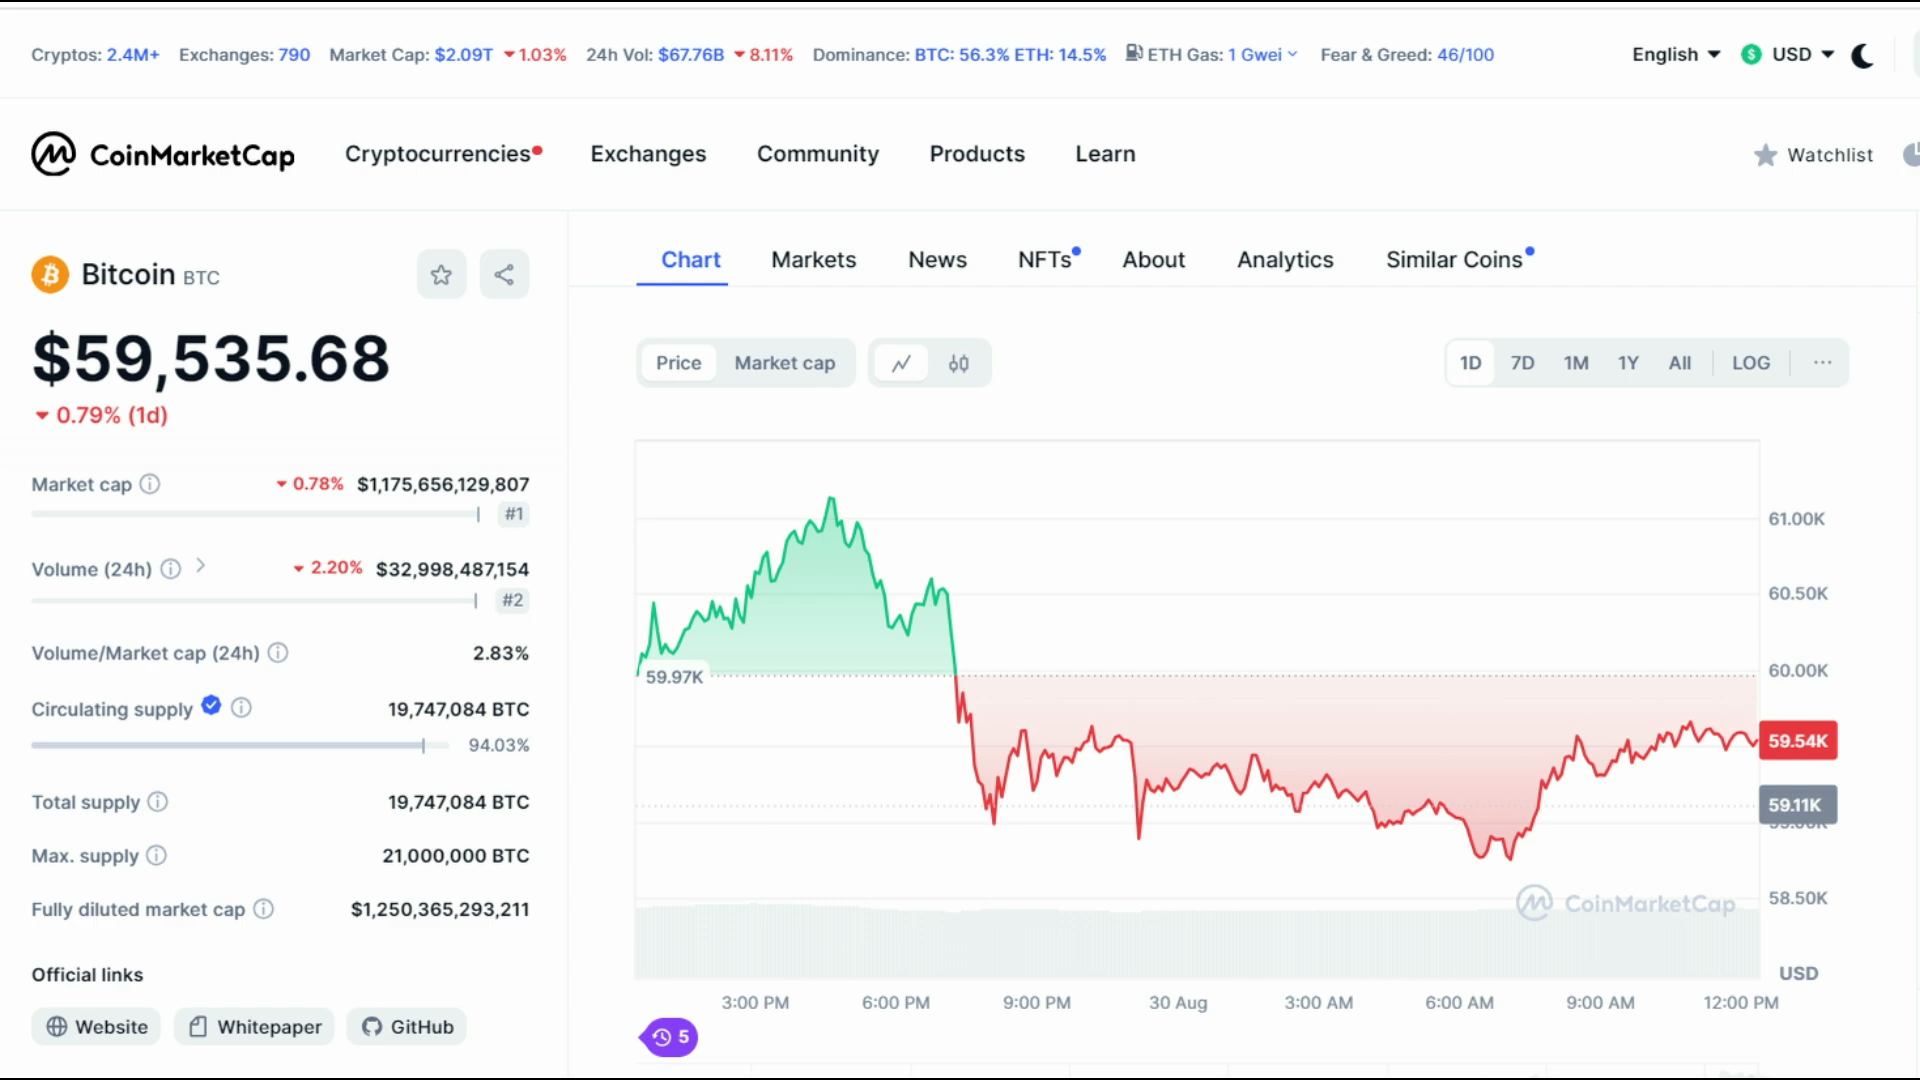 Cryptos: 2.4M+ Exchanges: 790 Market Cap: $2.09T 1.03% 24h Vol: $67.76B 8.11% Dominance: BTC: 56.3% ETH: 14.5% ETH Gas: 1 Gwei Fear & Greed: 46/100 English USD
CoinMarketCap Cryptocurrencies Exchanges Community Products Learn Watchlist
Bitcoin BTC
$59,535.68
0.79% (1d)
Market cap 0.78% $1,175,656,129,807
#1
Volume (24h) 2.20% $32,998,487,154
#2
Volume/Market cap (24h) 2.83%
Circulating supply 19,747,084 BTC
94.03%
Total supply 19,747,084 BTC
Max. supply 21,000,000 BTC
Fully diluted market cap $1,250,365,293,211
Official links
Website Whitepaper GitHub
Chart Markets News NFTs About Analytics Similar Coins
Price Market cap 1D 7D 1M 1Y All LOG ...
61.00K
60.50K
60.00K
59.97K
59.54K
59.11K
58.50K
CoinMarketCap
USD
3:00 PM 6:00 PM 9:00 PM 30 Aug 3:00 AM 6:00 AM 9:00 AM 12:00 PM
5